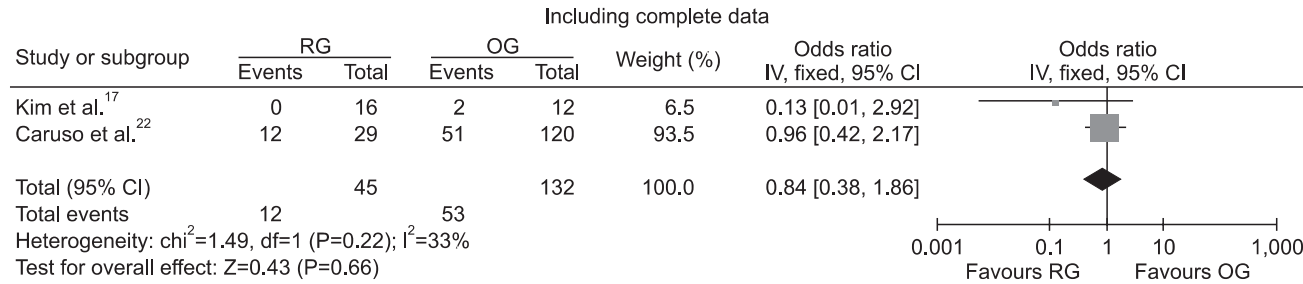 Including complete data
Study or subgroup RG OG Weight (%) Odds ratio IV, fixed, 95% CI Odds ratio IV, fixed, 95% CI
Events Total Events Total
Kim et al.17 0 16 2 12 6.5 0.13 [0.01, 2.92]
Caruso et al.22 12 29 51 120 93.5 0.96 [0.42, 2.17]
Total (95% CI) 45 132 100.0 0.84 [0.38, 1.86]
Total events 12 53
Heterogeneity: chi2=1.49, df=1 (P=0.22); I2=33%
Test for overall effect: Z=0.43 (P=0.66)
0.001 0.1 1 10 1,000
Favours RG Favours OG